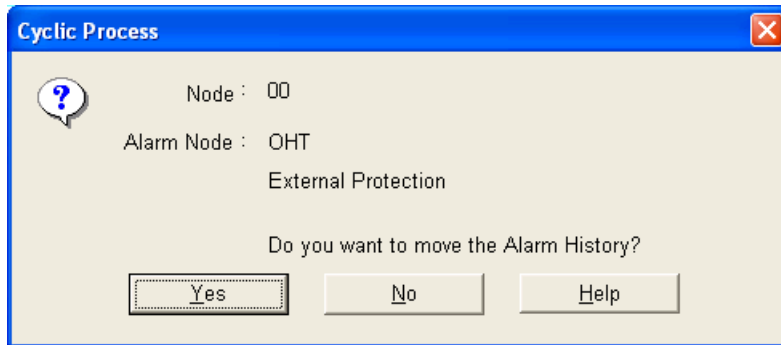 Cyclic Process
Node : 00
Alarm Node : OHT
External Protection
Do you want to move the Alarm History?
Yes No Help